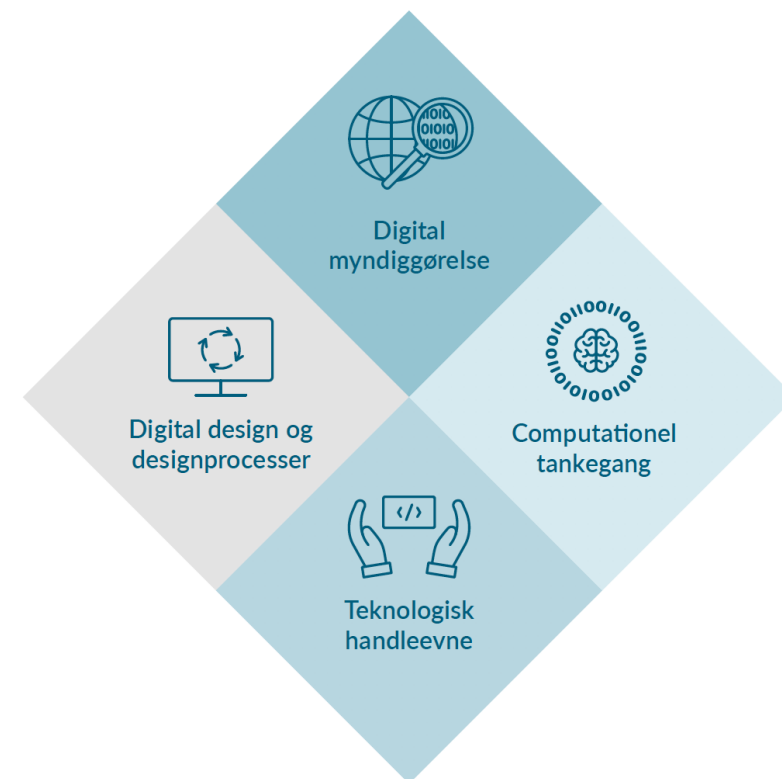 Digital
myndiggørelse
Digital design og
designprocesser
Computationel
tankegang
</>
Teknologisk
handleevne